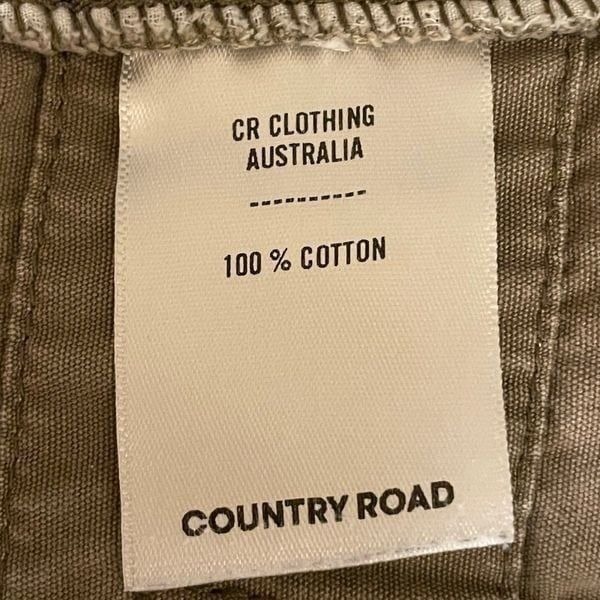 CR CLOTHING
AUSTRALIA
----------
100 % COTTON
COUNTRY ROAD